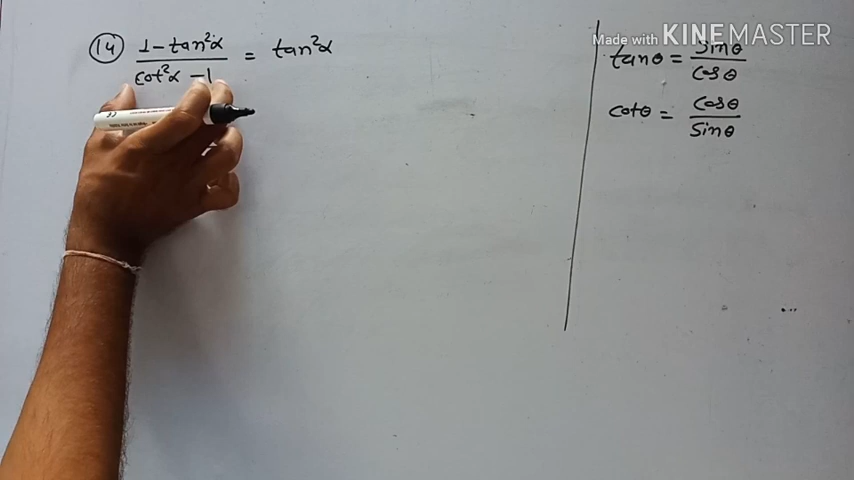 (14) 1 - tan²α / cot²α - 1 = tan²α
Made with KINEMASTER
tanθ = sinθ / cosθ
cotθ = cosθ / sinθ